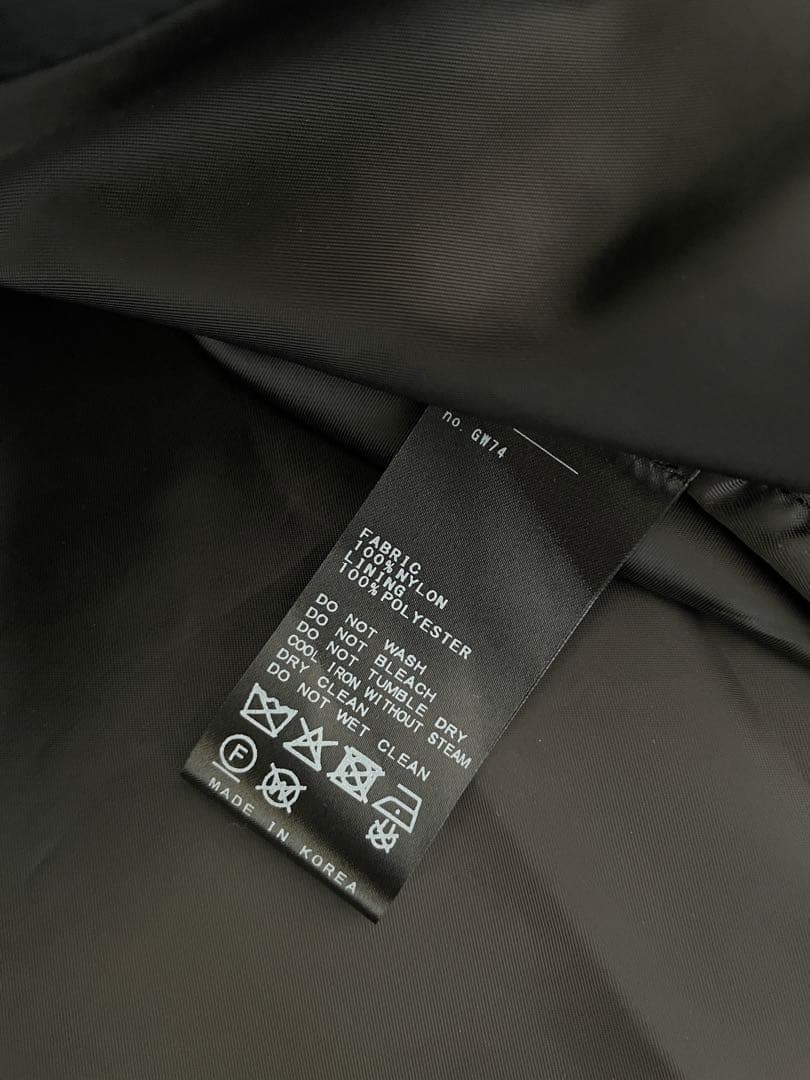 no. GW74
FABRIC
100%NYLON
LINING
100%POLYESTER
DO NOT WASH
DO NOT BLEACH
DO NOT TUMBLE DRY
COOL IRON WITHOUT STEAM
DRY CLEAN
DO NOT WET CLEAN
F
W
MADE IN KOREA